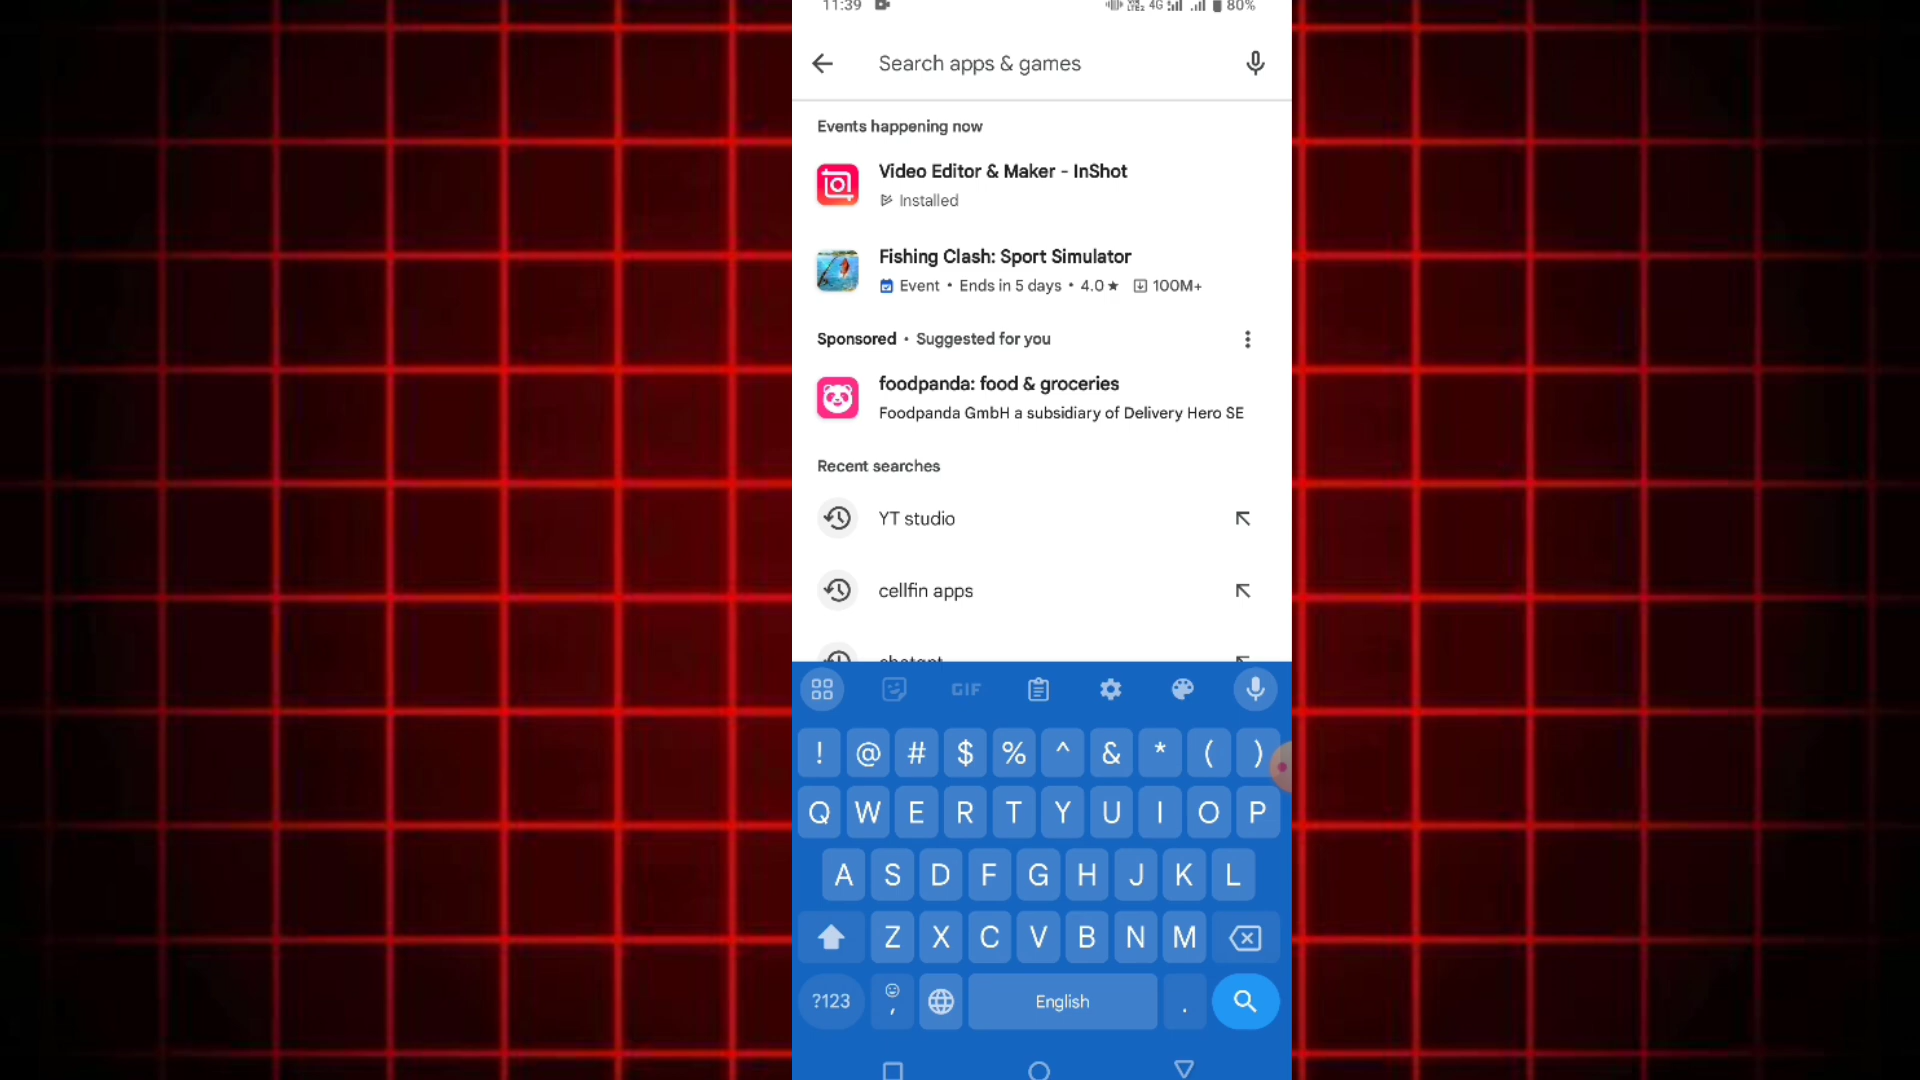 11:39 4G 80%
Search apps & games
Events happening now
Video Editor & Maker - InShot
Installed
Fishing Clash: Sport Simulator
Event • Ends in 5 days • 4.0★ 100M+
Sponsored • Suggested for you
foodpanda: food & groceries
Foodpanda GmbH a subsidiary of Delivery Hero SE
Recent searches
YT studio
cellfin apps
chatgpt
GIF
! @ # $ % ^ & * ( )
Q W E R T Y U I O P
A S D F G H J K L
Z X C V B N M
?123 , English .